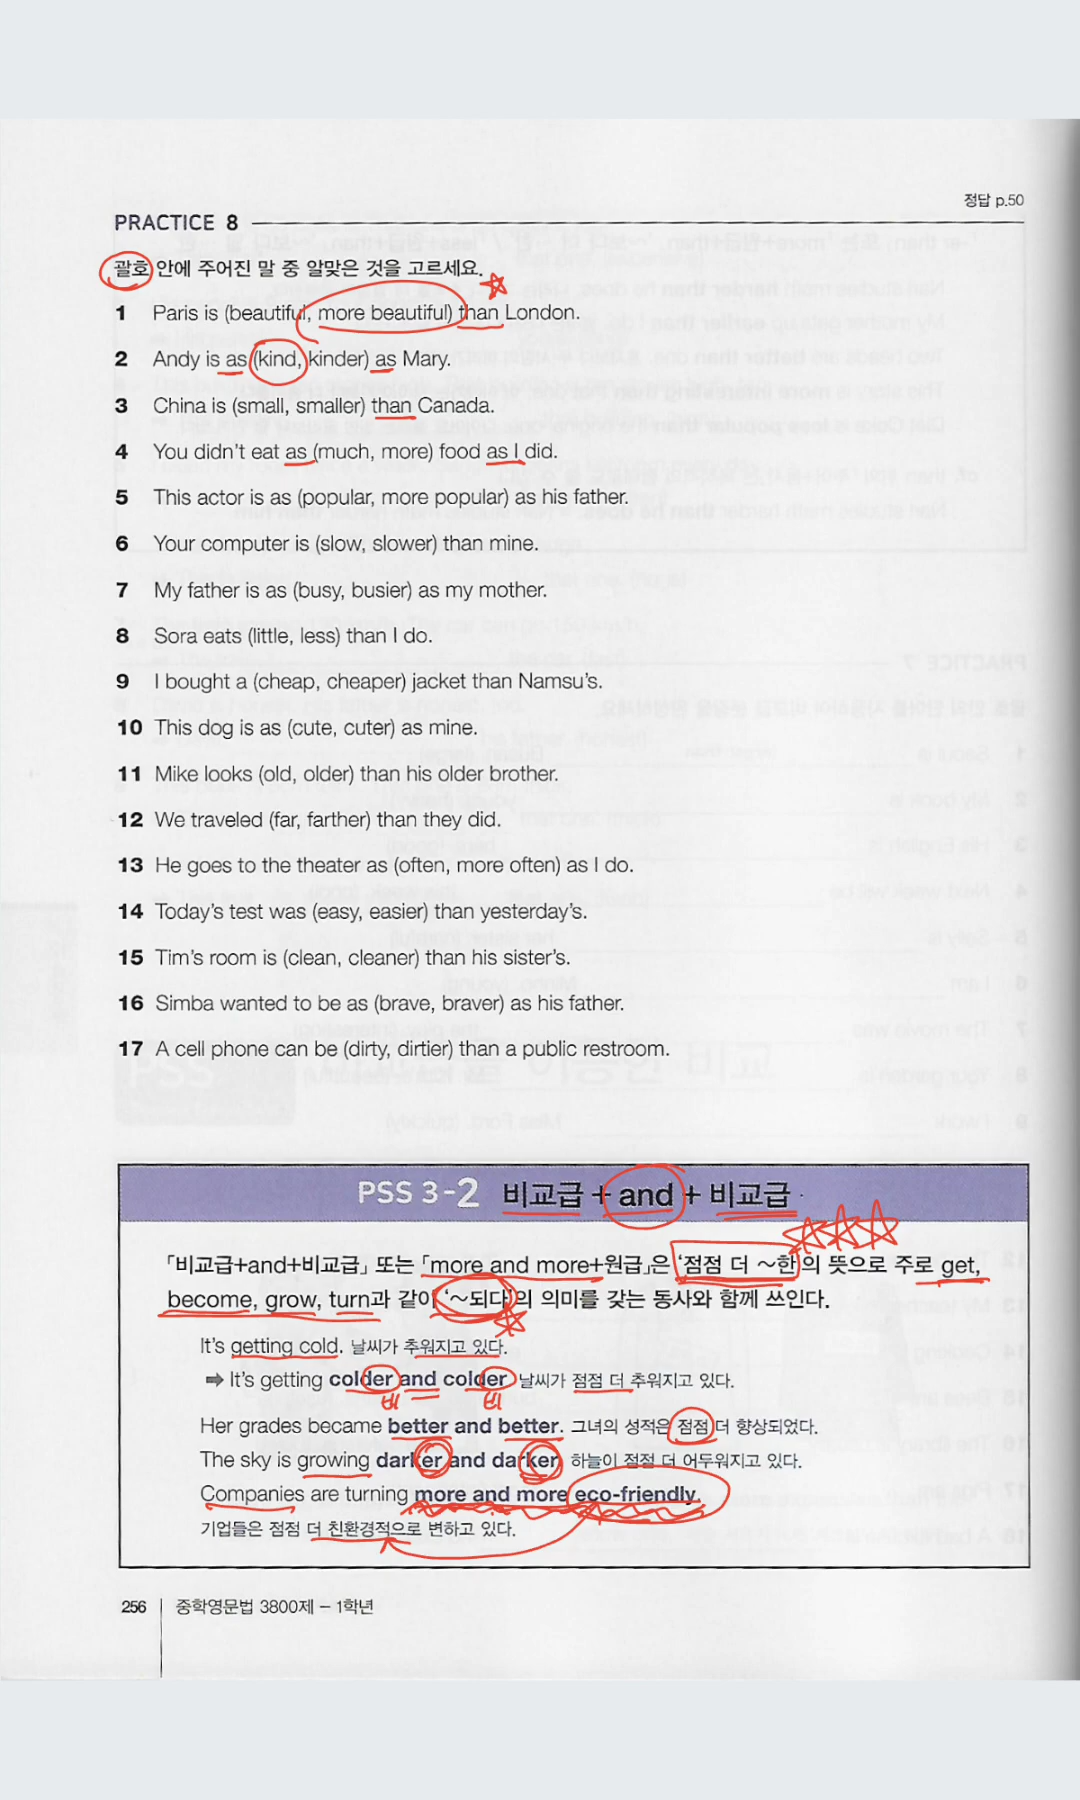 정답 p.50
PRACTICE 8
괄호 안에 주어진 말 중 알맞은 것을 고르세요.
1 Paris is (beautiful, more beautiful) than London.
2 Andy is as (kind, kinder) as Mary.
3 China is (small, smaller) than Canada.
4 You didn't eat as (much, more) food as I did.
5 This actor is as (popular, more popular) as his father.
6 Your computer is (slow, slower) than mine.
7 My father is as (busy, busier) as my mother.
8 Sora eats (little, less) than I do.
9 I bought a (cheap, cheaper) jacket than Namsu's.
10 This dog is as (cute, cuter) as mine.
11 Mike looks (old, older) than his older brother.
12 We traveled (far, farther) than they did.
13 He goes to the theater as (often, more often) as I do.
14 Today's test was (easy, easier) than yesterday's.
15 Tim's room is (clean, cleaner) than his sister's.
16 Simba wanted to be as (brave, braver) as his father.
17 A cell phone can be (dirty, dirtier) than a public restroom.
PSS 3-2 비교급 + and + 비교급
「비교급+and+비교급」 또는 「more and more+원급」은 '점점 더 ~한'의 뜻으로 주로 get,
become, grow, turn과 같이 '~되다'의 의미를 갖는 동사와 함께 쓰인다.
It's getting cold. 날씨가 추워지고 있다.
➡ It's getting colder and colder 날씨가 점점 더 추워지고 있다.
비 비
Her grades became better and better. 그녀의 성적은 점점 더 향상되었다.
The sky is growing darker and darker. 하늘이 점점 더 어두워지고 있다.
Companies are turning more and more eco-friendly.
기업들은 점점 더 친환경적으로 변하고 있다.
256 중학영문법 3800제 – 1학년